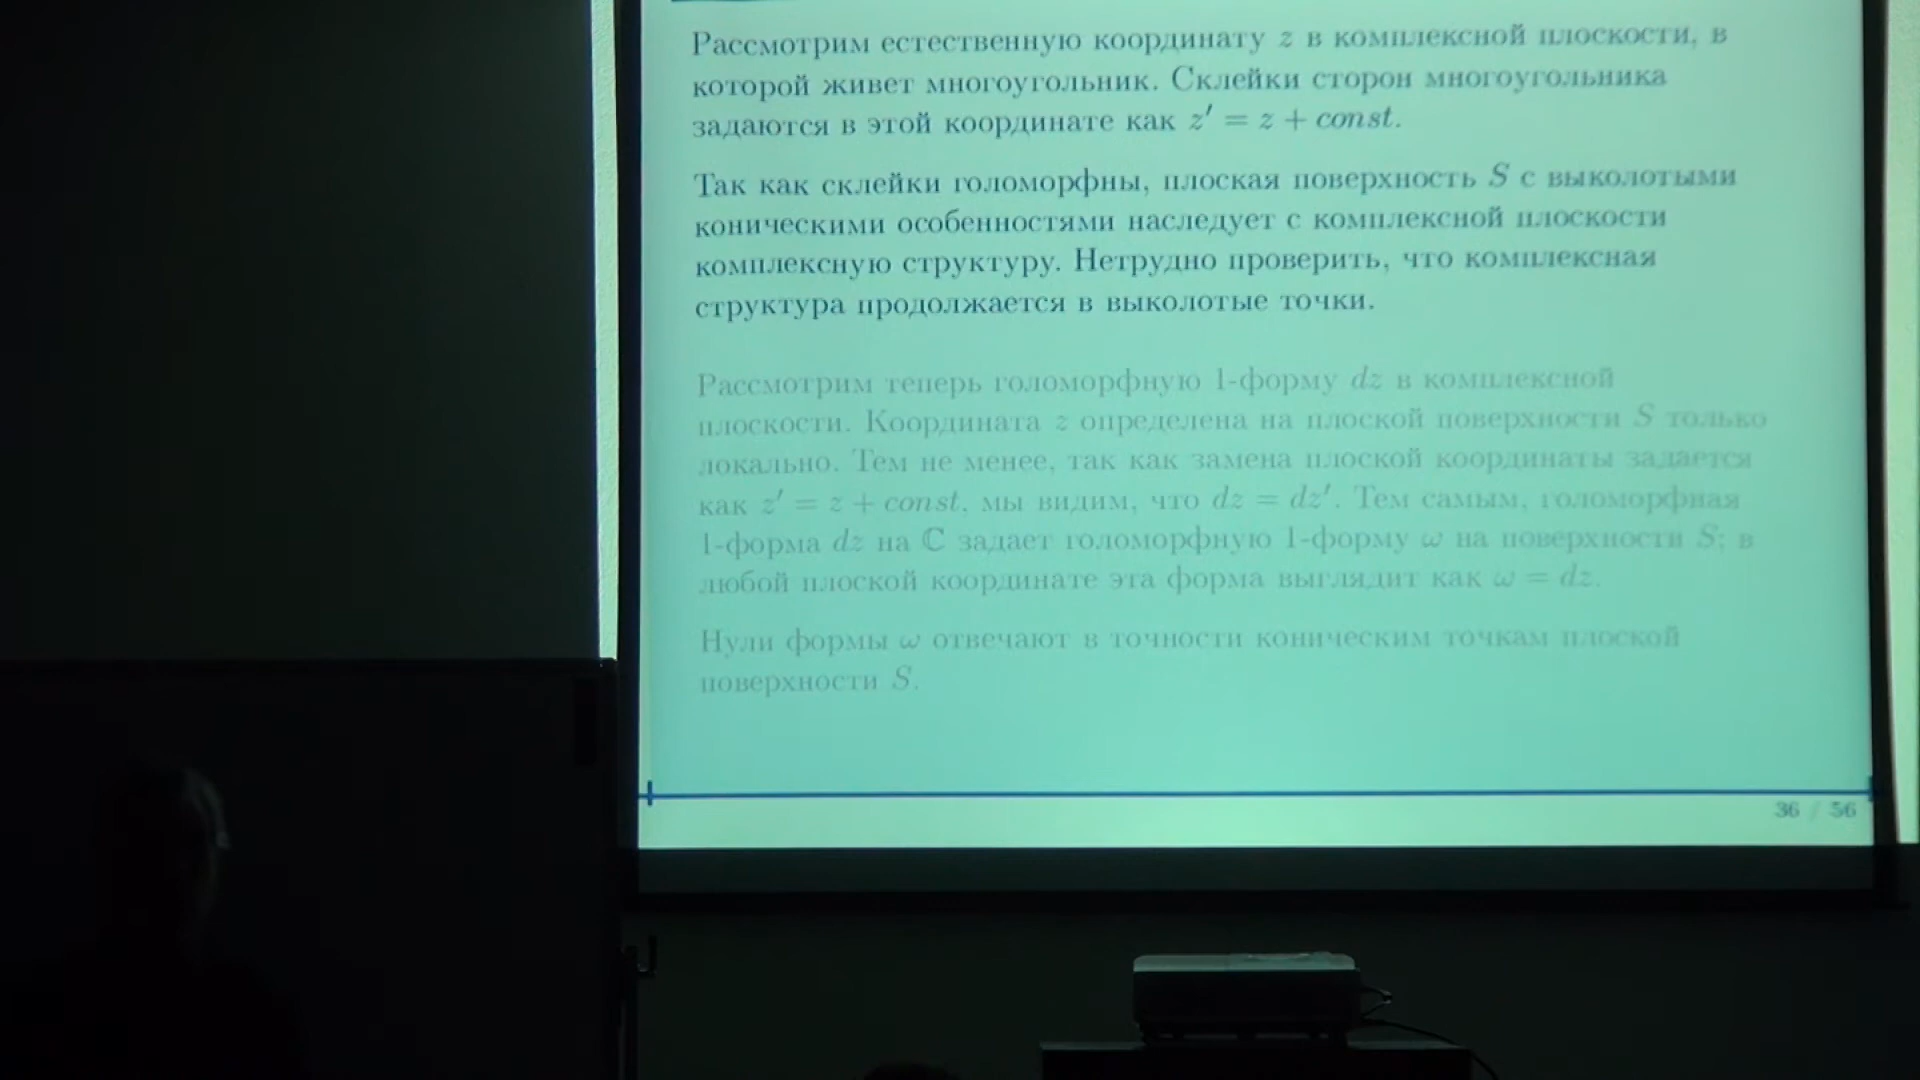 Рассмотрим естественную координату z в комплексной плоскости, в
которой живет многоугольник. Склейки сторон многоугольника
задаются в этой координате как z′ = z + const.
Так как склейки голоморфны, плоская поверхность S с выколотыми
коническими особенностями наследует с комплексной плоскости
комплексную структуру. Нетрудно проверить, что комплексная
структура продолжается в выколотые точки.
Рассмотрим теперь голоморфную 1-форму dz в комплексной
плоскости. Координата z определена на плоской поверхности S только
локально. Тем не менее, так как замена плоской координаты задается
как z′ = z + const, мы видим, что dz = dz′. Тем самым, голоморфная
1-форма dz на ℂ задает голоморфную 1-форму ω на поверхности S; в
любой плоской координате эта форма выглядит как ω = dz.
Нули формы ω отвечают в точности коническим точкам плоской
поверхности S.
36 / 56